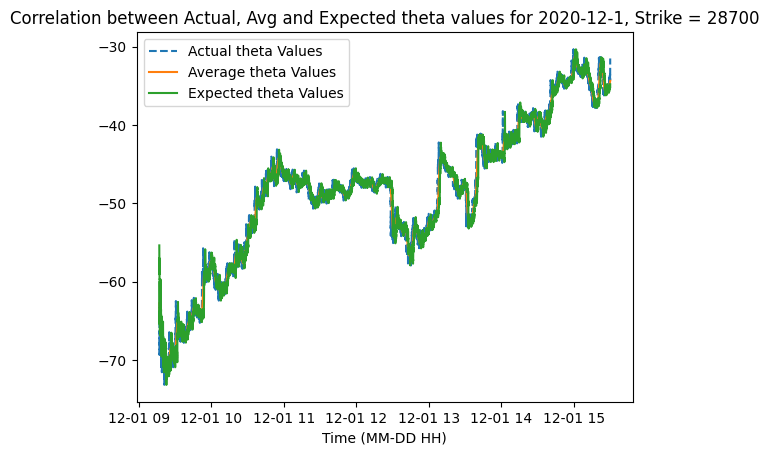 Correlation between Actual, Avg and Expected theta values for 2020-12-1, Strike = 28700
Actual theta Values
Average theta Values
Expected theta Values
−30
−40
−50
−60
−70
12-01 09 12-01 10 12-01 11 12-01 12 12-01 13 12-01 14 12-01 15
Time (MM-DD HH)